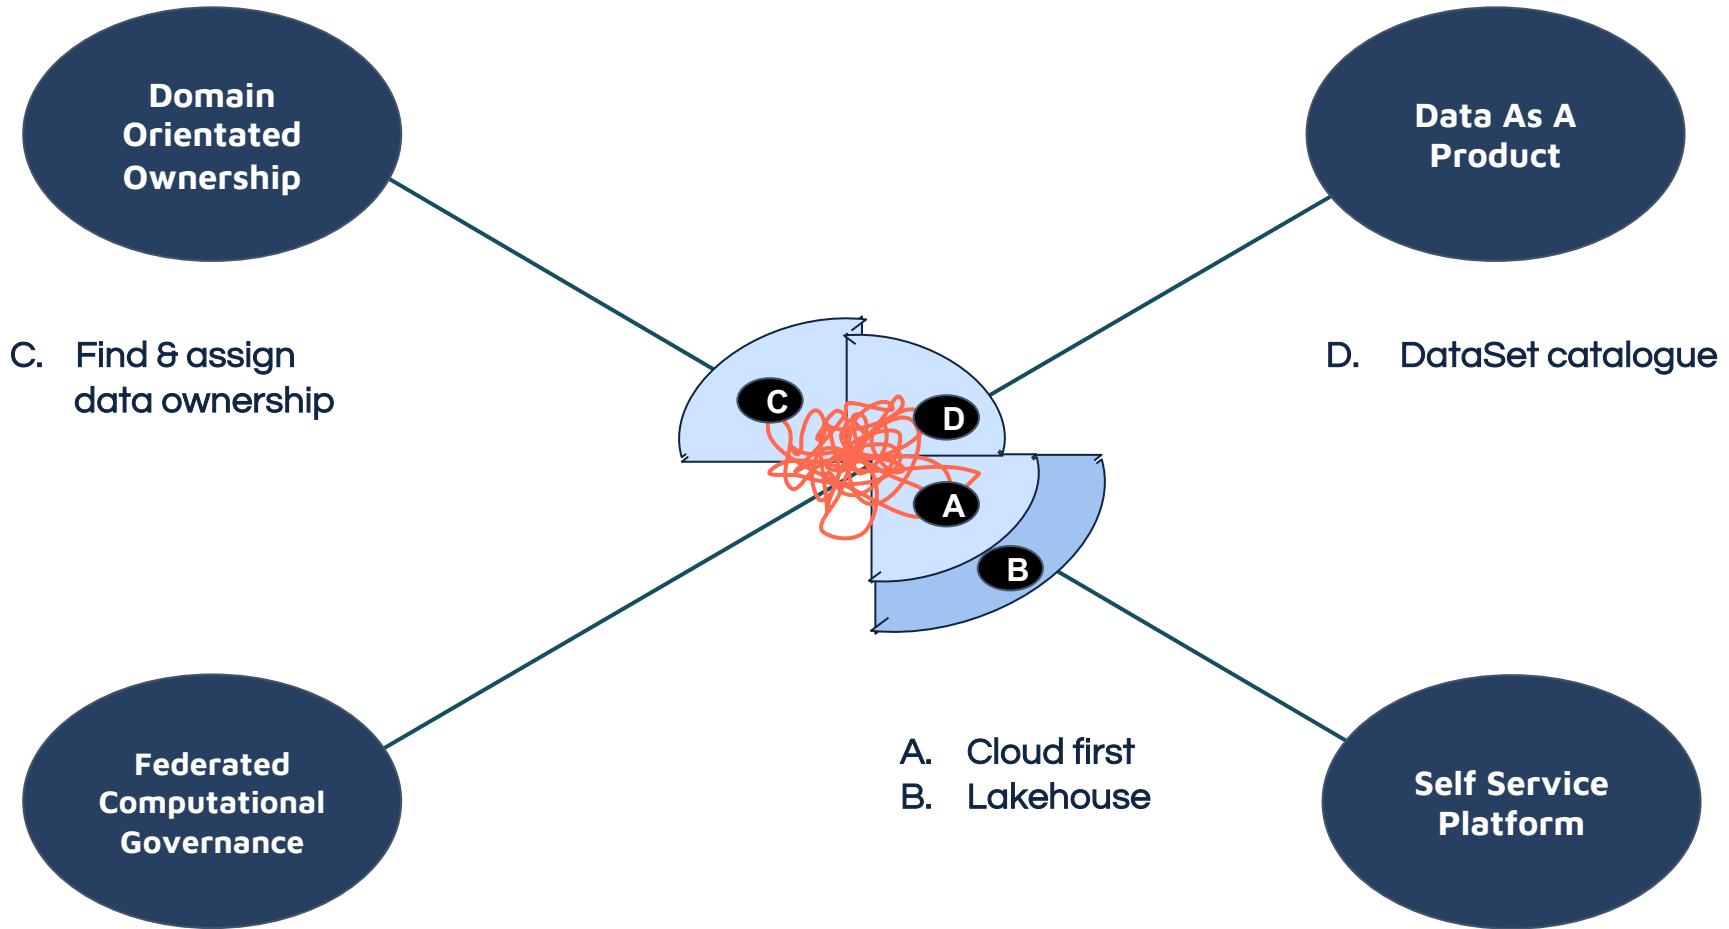 Domain
Orientated
Ownership
Data As A
Product
C. Find & assign
data ownership
D. DataSet catalogue
C
D
A
B
A. Cloud first
B. Lakehouse
Federated
Computational
Governance
Self Service
Platform